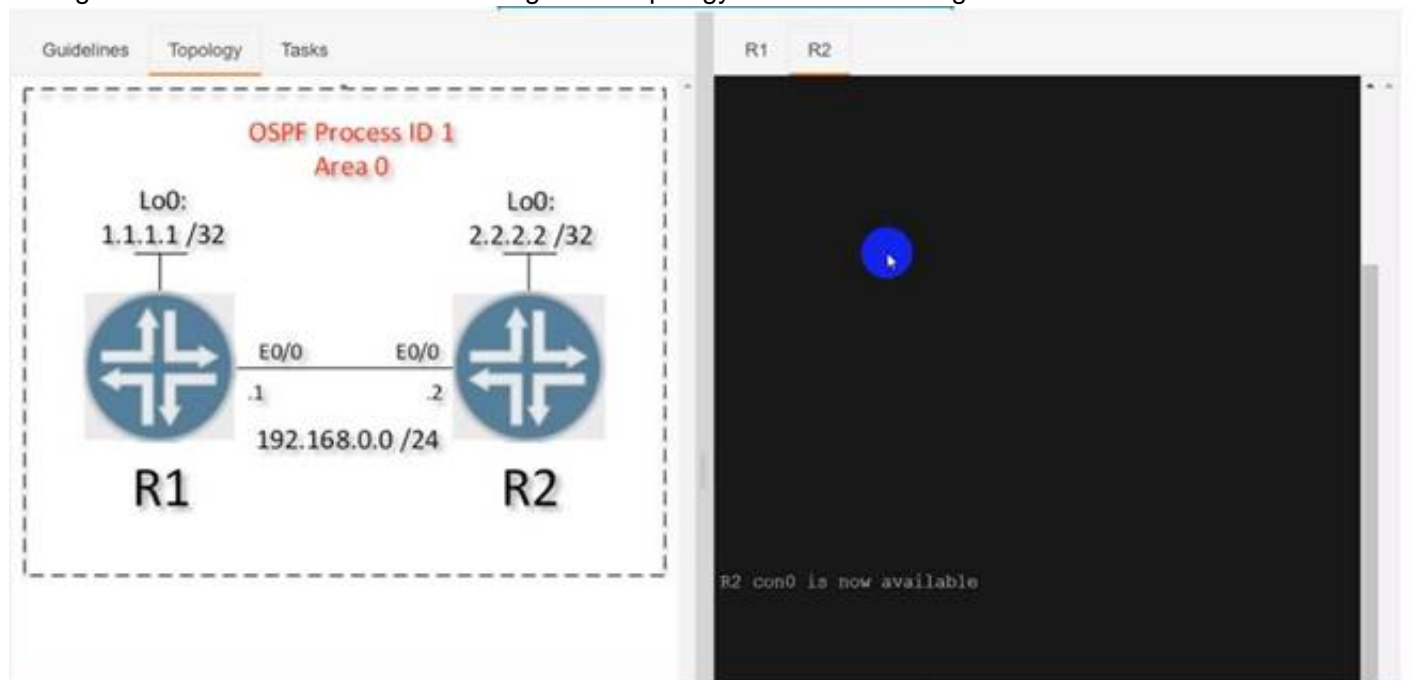 Guidelines Topology Tasks
R1 R2
OSPF Process ID 1
Area 0
Lo0:
1.1.1.1 /32
Lo0:
2.2.2.2 /32
E0/0 E0/0
.1 .2
192.168.0.0 /24
R1 R2
R2 con0 is now available